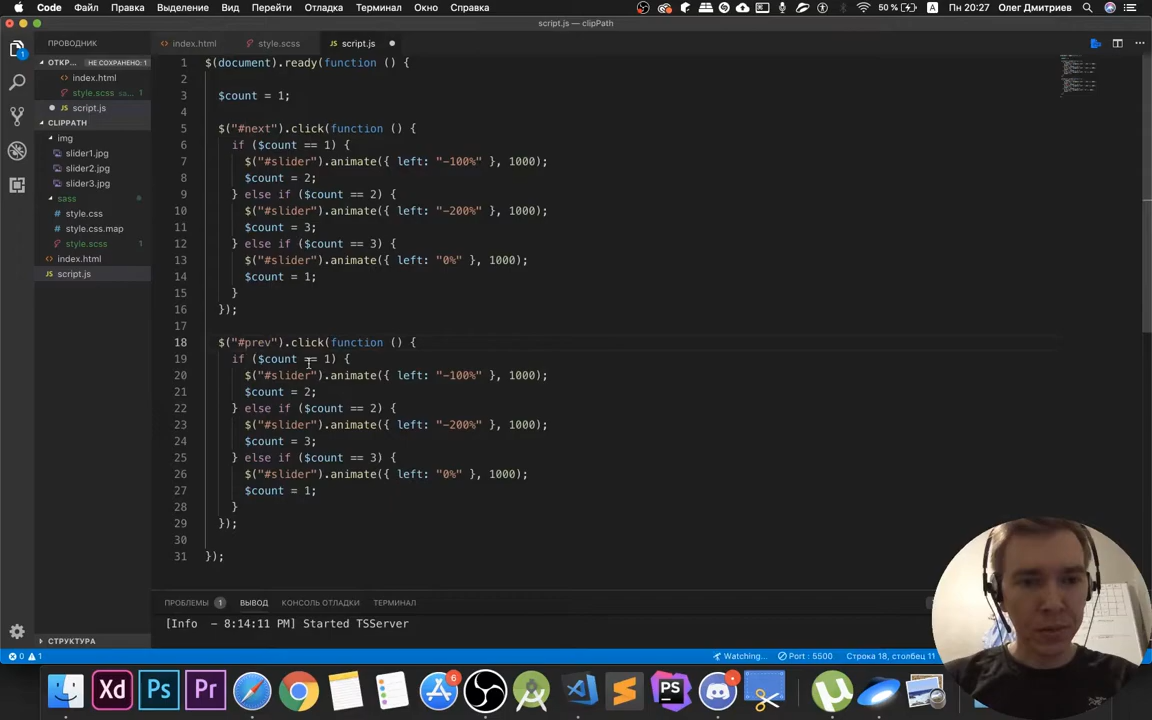 Code Файл Правка Выделение Вид Перейти Отладка Терминал Окно Справка 50 % А Пн 20:27 Олег Дмитриев
script.js — clipPath
ПРОВОДНИК
index.html style.scss script.js
ОТКР... НЕ СОХРАНЕНО: 1
index.html
style.scss sa... 1
JS script.js
CLIPPATH
img
slider1.jpg
slider2.jpg
slider3.jpg
sass
# style.css
style.css.map
style.scss 1
index.html
JS script.js
СТРУКТУРА
1 $(document).ready(function () {
2
3 $count = 1;
4
5 $("#next").click(function () {
6 if ($count == 1) {
7 $("#slider").animate({ left: "-100%" }, 1000);
8 $count = 2;
9 } else if ($count == 2) {
10 $("#slider").animate({ left: "-200%" }, 1000);
11 $count = 3;
12 } else if ($count == 3) {
13 $("#slider").animate({ left: "0%" }, 1000);
14 $count = 1;
15 }
16 });
17
18 $("#prev").click(function () {
19 if ($count == 1) {
20 $("#slider").animate({ left: "-100%" }, 1000);
21 $count = 2;
22 } else if ($count == 2) {
23 $("#slider").animate({ left: "-200%" }, 1000);
24 $count = 3;
25 } else if ($count == 3) {
26 $("#slider").animate({ left: "0%" }, 1000);
27 $count = 1;
28 }
29 });
30
31 });
ПРОБЛЕМЫ 1 ВЫВОД КОНСОЛЬ ОТЛАДКИ ТЕРМИНАЛ
[Info - 8:14:11 PM] Started TSServer
0 1 Watching... Port : 5500 Строка 18, столбец 11
Xd Ps Pr 6 PS